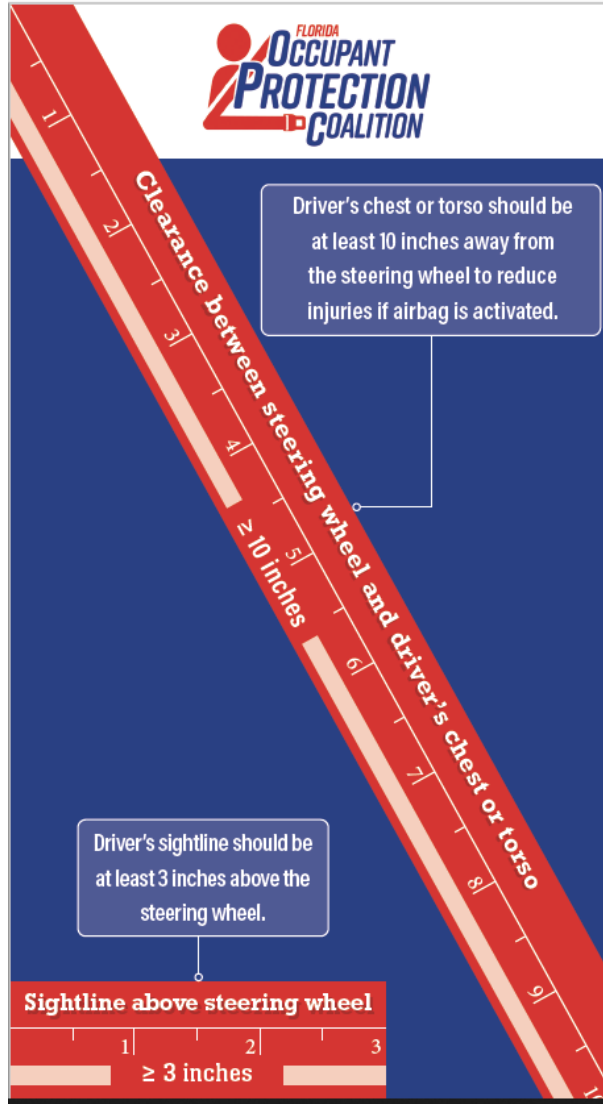 FLORIDA
OCCUPANT
PROTECTION
COALITION
Driver's chest or torso should be
at least 10 inches away from
the steering wheel to reduce
injuries if airbag is activated.
Clearance between steering wheel and driver's chest or torso
1 2 3 4 5 6 7 8 9 10
≥ 10 inches
Driver's sightline should be
at least 3 inches above the
steering wheel.
Sightline above steering wheel
1 2 3
≥ 3 inches